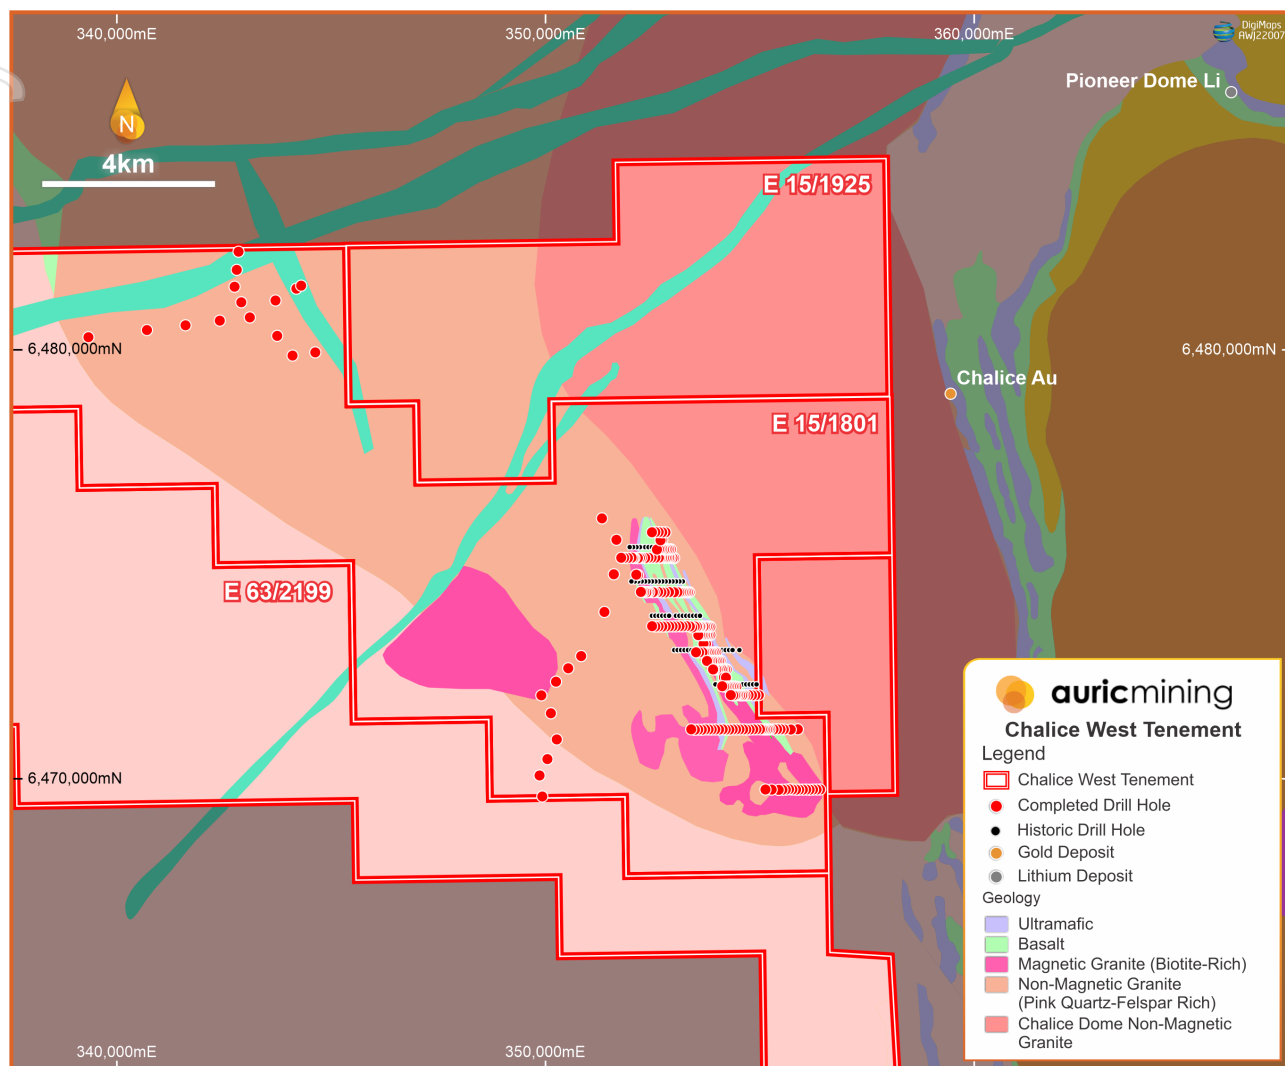 340,000mE
350,000mE
360,000mE
DigiMaps
AWJ22007
Pioneer Dome Li
N
4km
E 15/1925
6,480,000mN
6,480,000mN
Chalice Au
E 15/1801
E 63/2199
6,470,000mN
auricmining
Chalice West Tenement
Legend
Chalice West Tenement
Completed Drill Hole
Historic Drill Hole
Gold Deposit
Lithium Deposit
Geology
Ultramafic
Basalt
Magnetic Granite (Biotite-Rich)
Non-Magnetic Granite
(Pink Quartz-Felspar Rich)
Chalice Dome Non-Magnetic
Granite
340,000mE
350,000mE